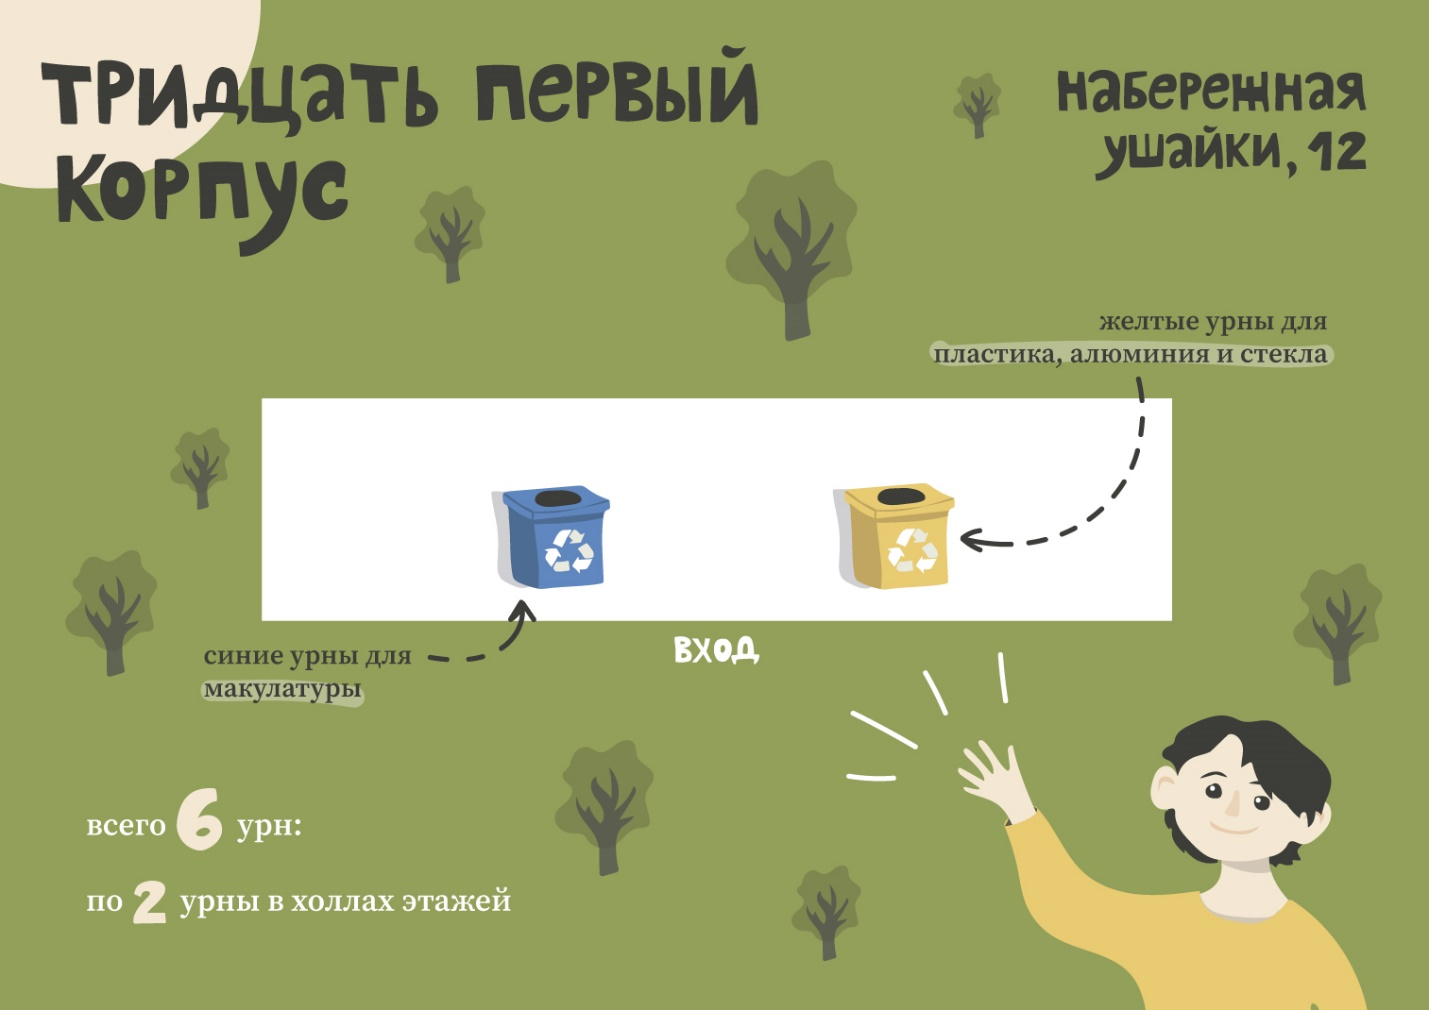 тридцать первый
корпус
набережная
ушайки, 12
желтые урны для
пластика, алюминия и стекла
вход
синие урны для
макулатуры
всего 6 урн:
по 2 урны в холлах этажей